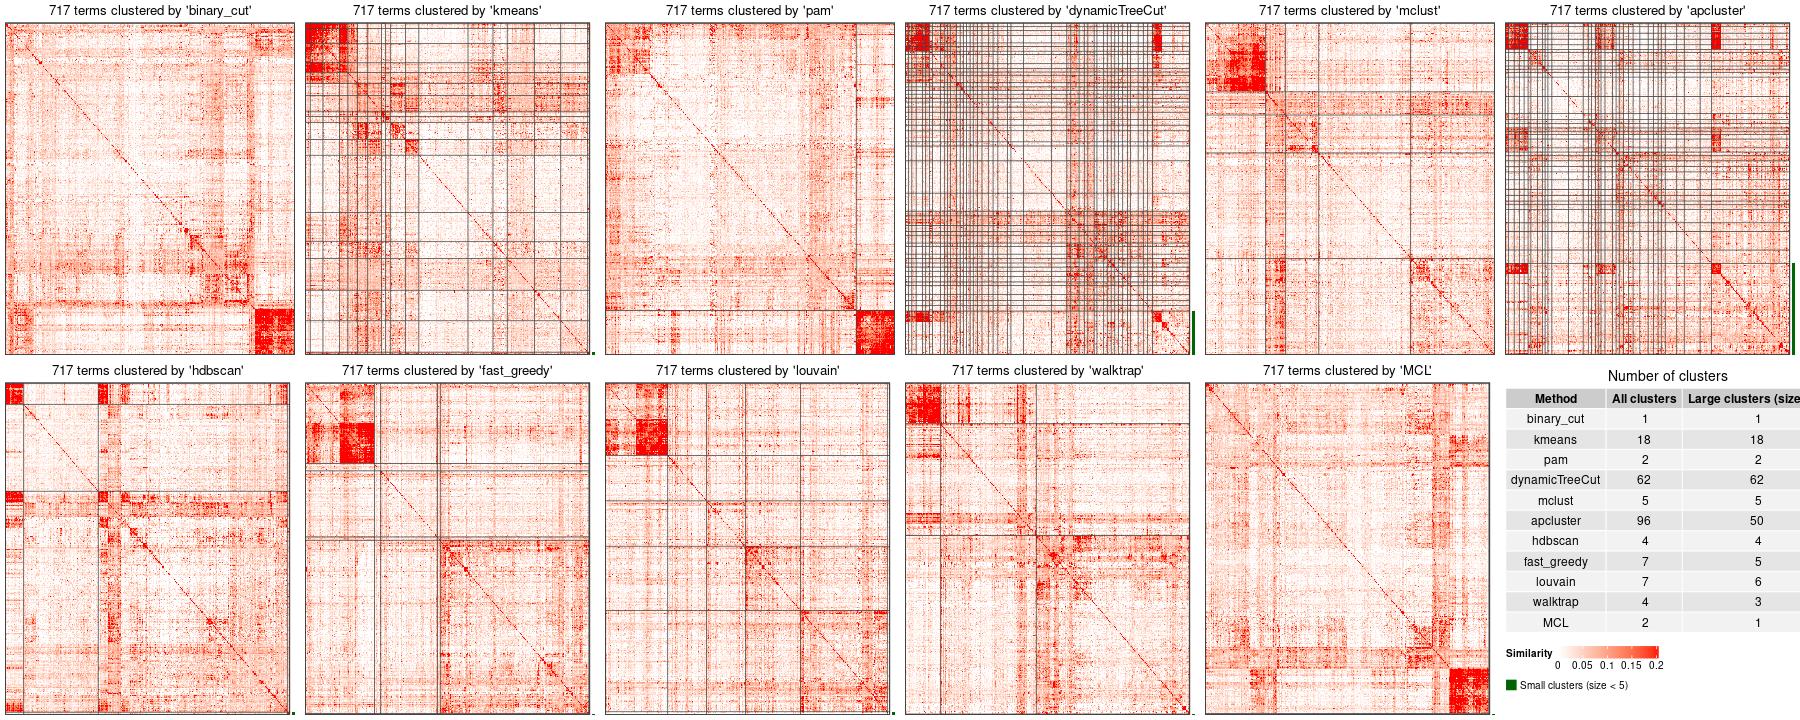 717 terms clustered by 'binary_cut'
717 terms clustered by 'kmeans'
717 terms clustered by 'pam'
717 terms clustered by 'dynamicTreeCut'
717 terms clustered by 'mclust'
717 terms clustered by 'apcluster'
717 terms clustered by 'hdbscan'
717 terms clustered by 'fast_greedy'
717 terms clustered by 'louvain'
717 terms clustered by 'walktrap'
717 terms clustered by 'MCL'
Number of clusters
Method All clusters Large clusters (size
binary_cut 1 1
kmeans 18 18
pam 2 2
dynamicTreeCut 62 62
mclust 5 5
apcluster 96 50
hdbscan 4 4
fast_greedy 7 5
louvain 7 6
walktrap 4 3
MCL 2 1
Similarity
0 0.05 0.1 0.15 0.2
Small clusters (size < 5)